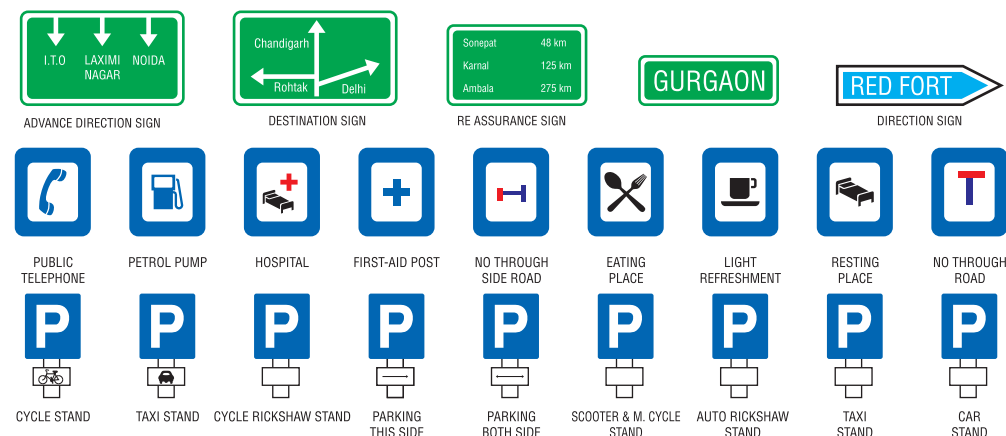 I.T.O LAXIMI NOIDA
NAGAR
ADVANCE DIRECTION SIGN
Chandigarh
Rohtak Delhi
DESTINATION SIGN
Sonepat 48 km
Karnal 125 km
Ambala 275 km
RE ASSURANCE SIGN
GURGAON
RED FORT
DIRECTION SIGN
PUBLIC
TELEPHONE
PETROL PUMP
HOSPITAL
FIRST-AID POST
NO THROUGH
SIDE ROAD
EATING
PLACE
LIGHT
REFRESHMENT
RESTING
PLACE
NO THROUGH
ROAD
P
CYCLE STAND
P
TAXI STAND
P
CYCLE RICKSHAW STAND
P
PARKING
THIS SIDE
P
PARKING
BOTH SIDE
P
SCOOTER & M. CYCLE
STAND
P
AUTO RICKSHAW
STAND
P
TAXI
STAND
P
CAR
STAND